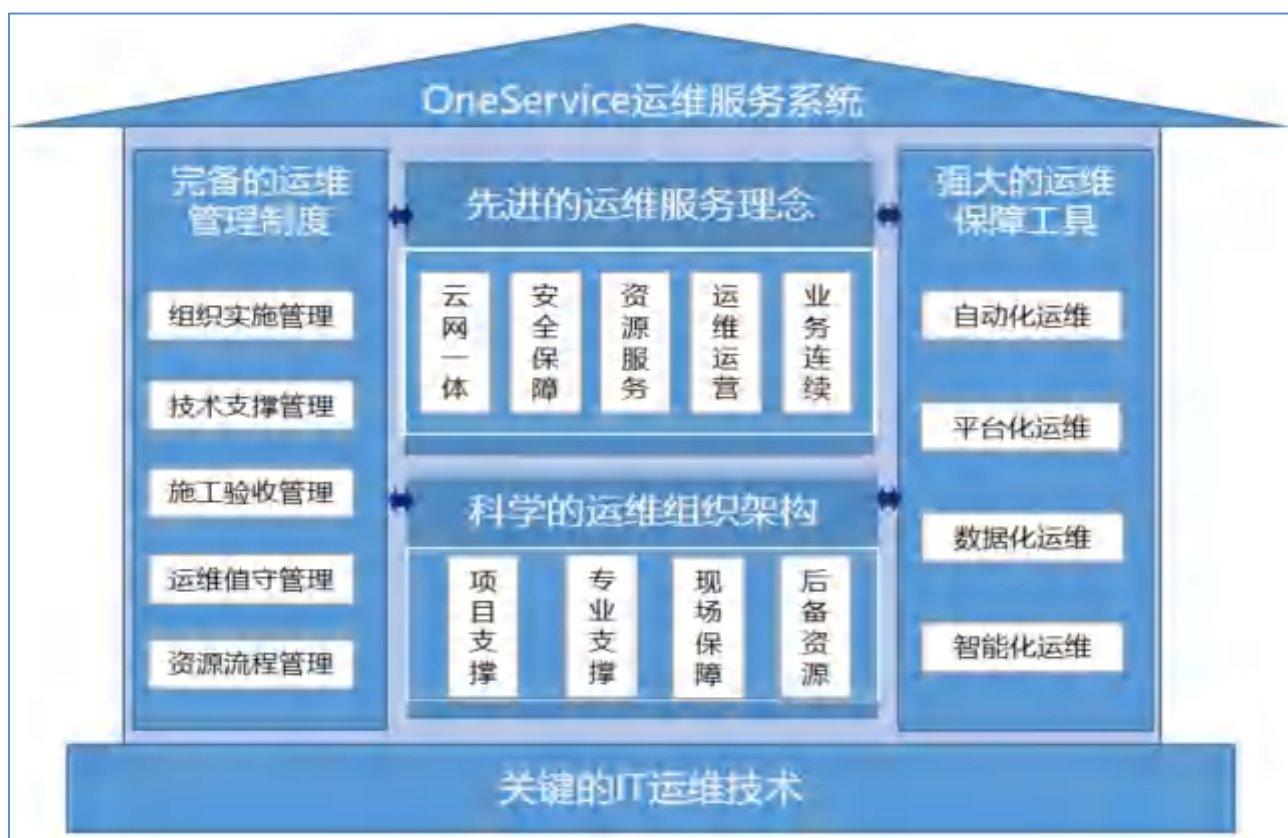 OneService运维服务系统
完备的运维
管理制度
组织实施管理
技术支撑管理
施工验收管理
运维值守管理
资源流程管理
先进的运维服务理念
云网一体
安全保障
资源服务
运维运营
业务连续
科学的运维组织架构
项目支撑
专业支撑
现场保障
后备资源
强大的运维
保障工具
自动化运维
平台化运维
数据化运维
智能化运维
关键的IT运维技术